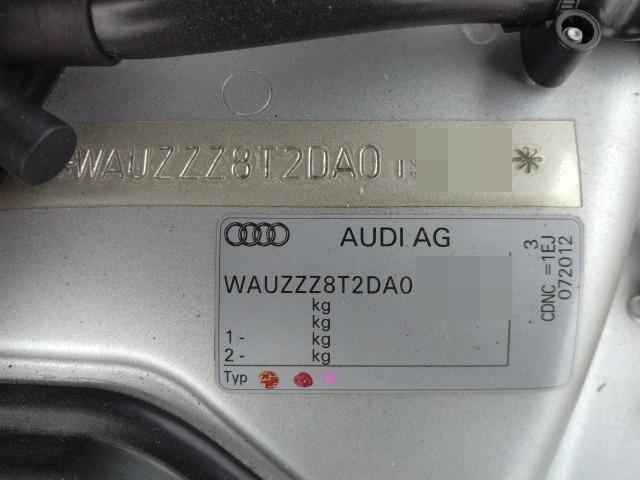 *WAUZZZ8T2DA0 *
AUDI AG
WAUZZZ8T2DA0
kg
kg
1 - kg
2 - kg
Typ
3
CDNC =1EJ
072012